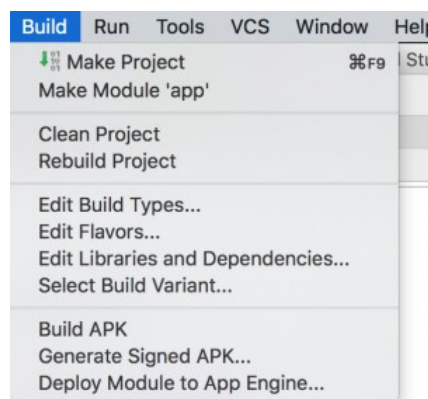 Build Run Tools VCS Window Help
Make Project ⌘F9
Make Module 'app'
Clean Project
Rebuild Project
Edit Build Types...
Edit Flavors...
Edit Libraries and Dependencies...
Select Build Variant...
Build APK
Generate Signed APK...
Deploy Module to App Engine...